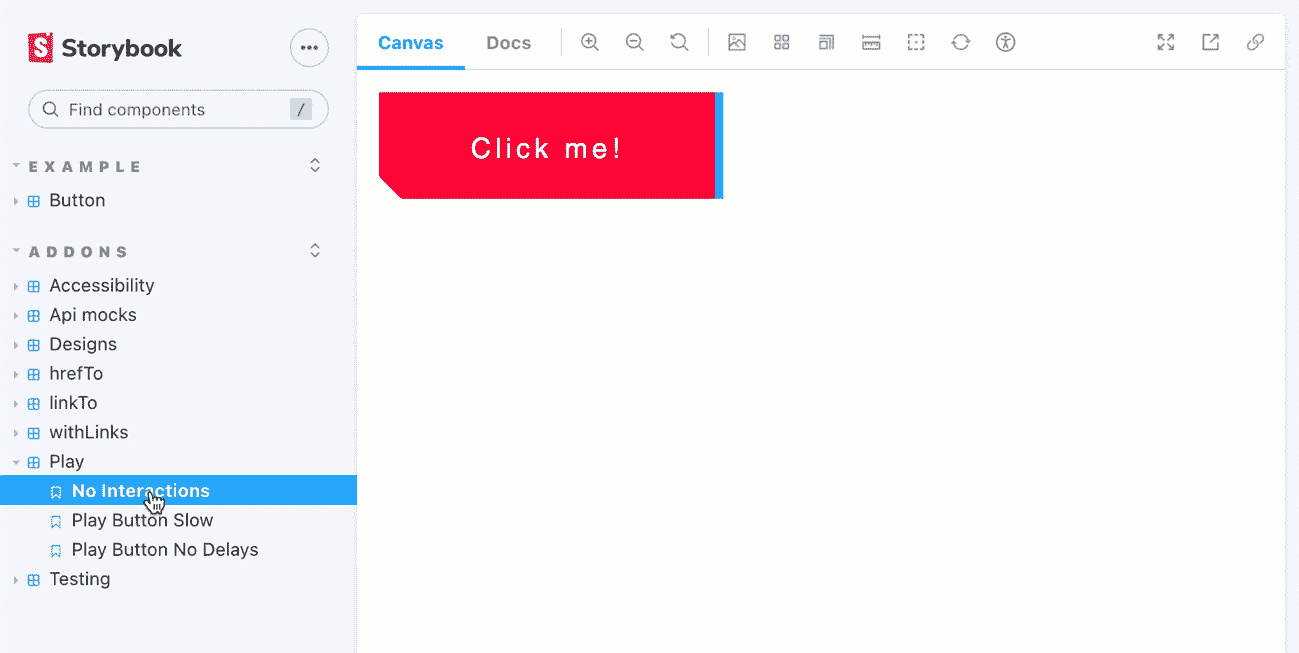 Storybook
Canvas
Docs
Find components /
EXAMPLE
Button
ADDONS
Accessibility
Api mocks
Designs
hrefTo
linkTo
withLinks
Play
No Interactions
Play Button Slow
Play Button No Delays
Testing
Click me!